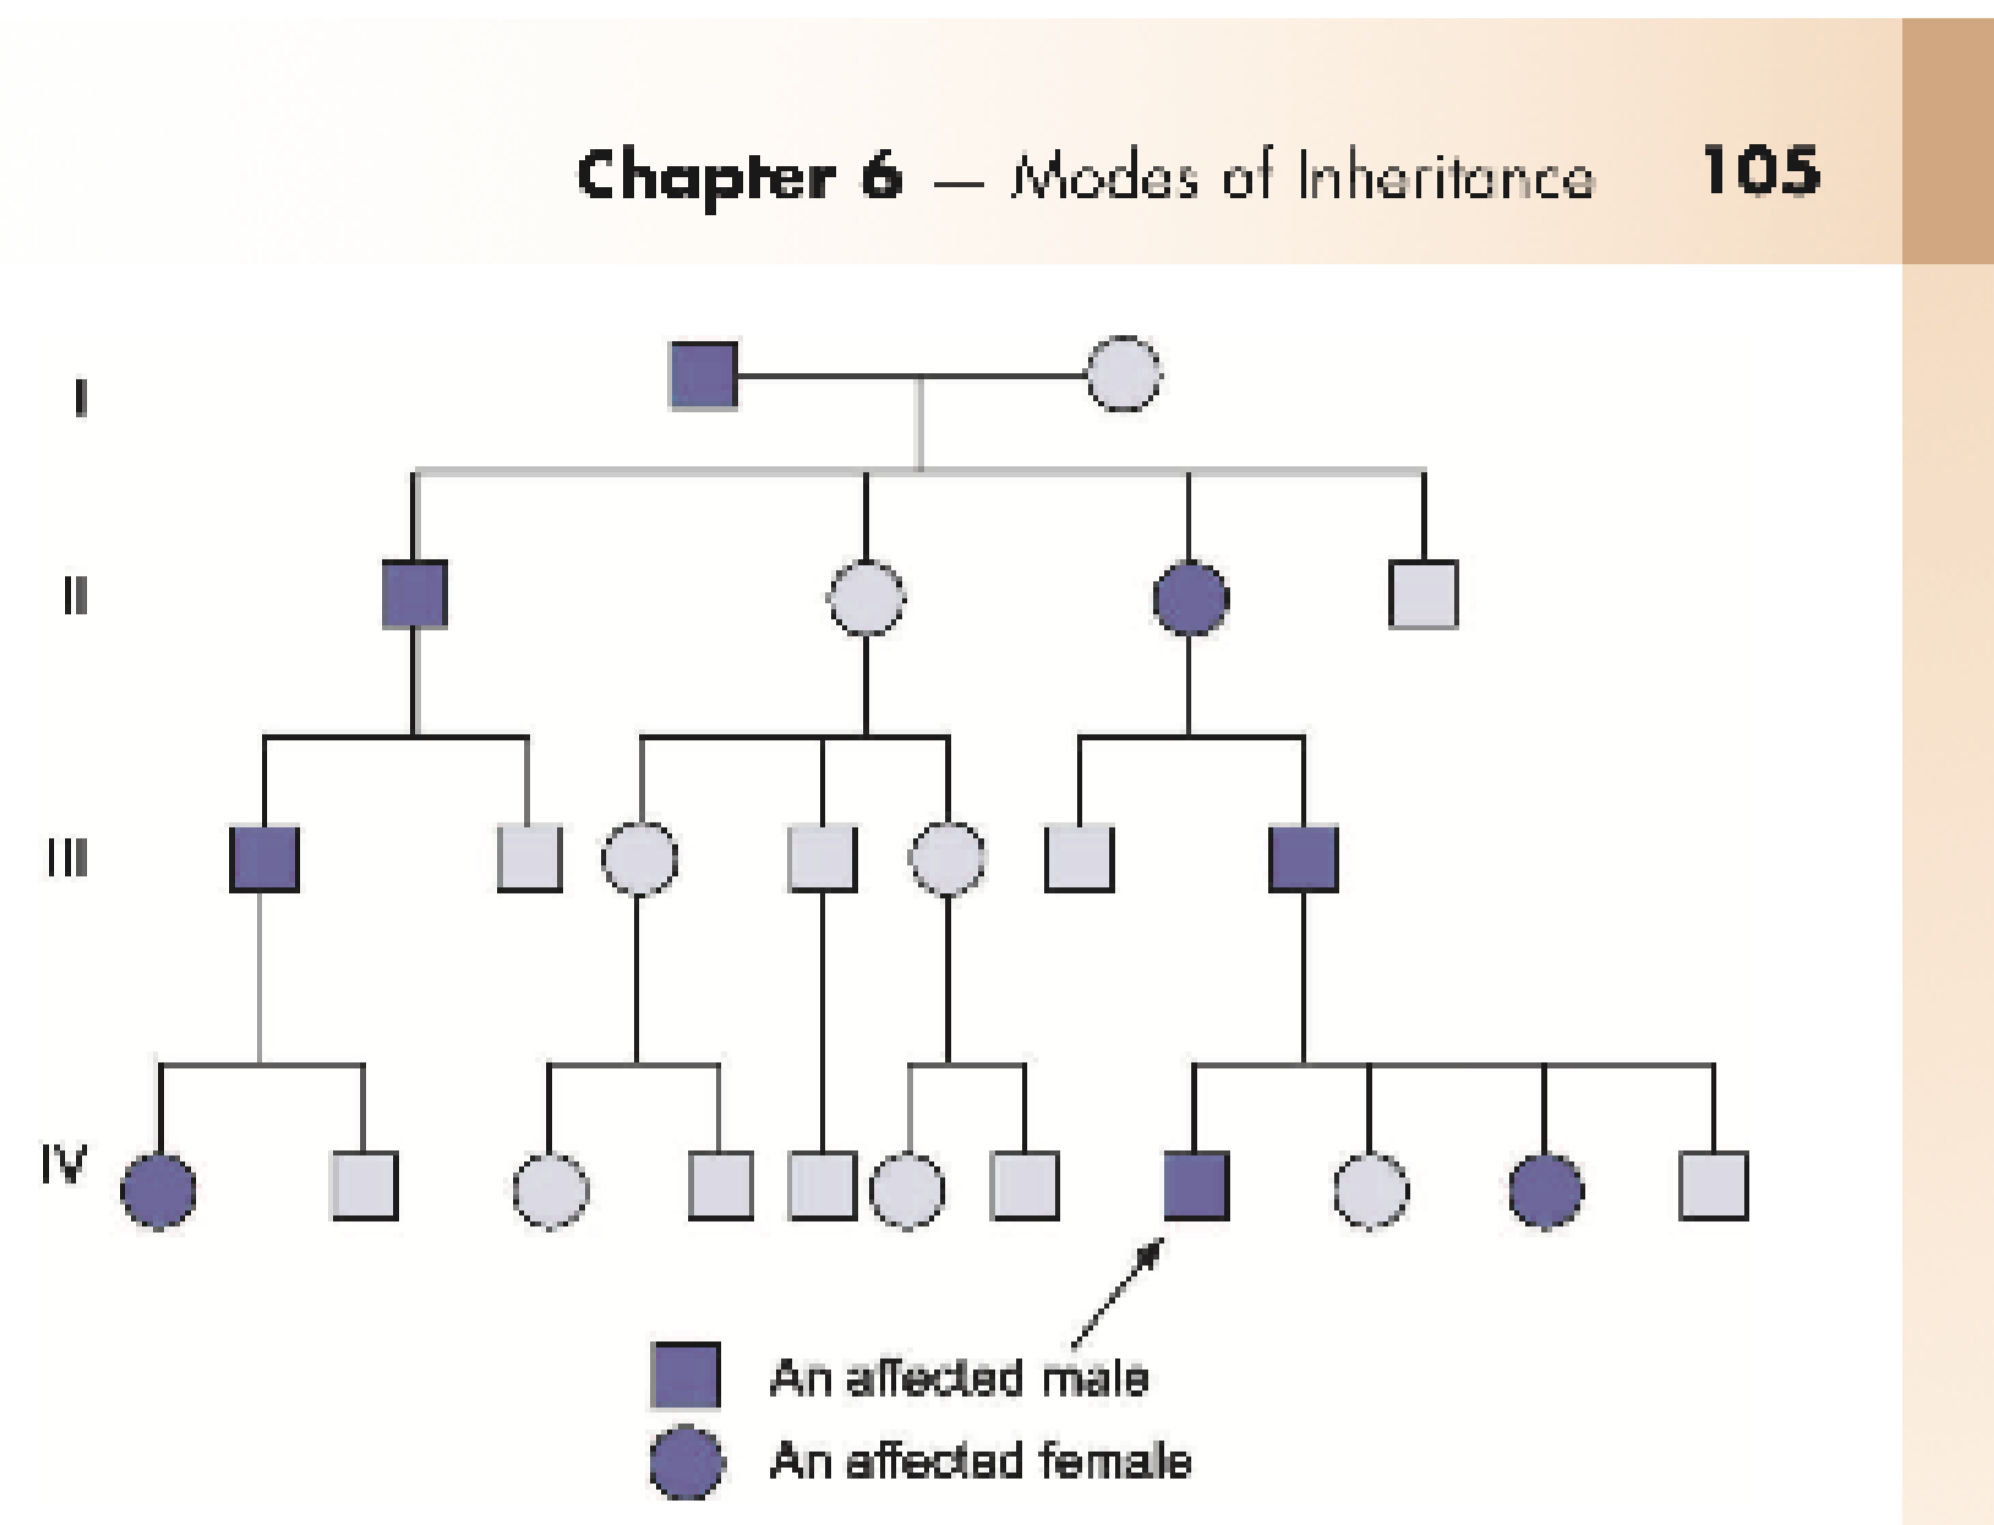 Chapter 6 — Modes of Inheritance 105
I
II
III
IV
An affected male
An affected female